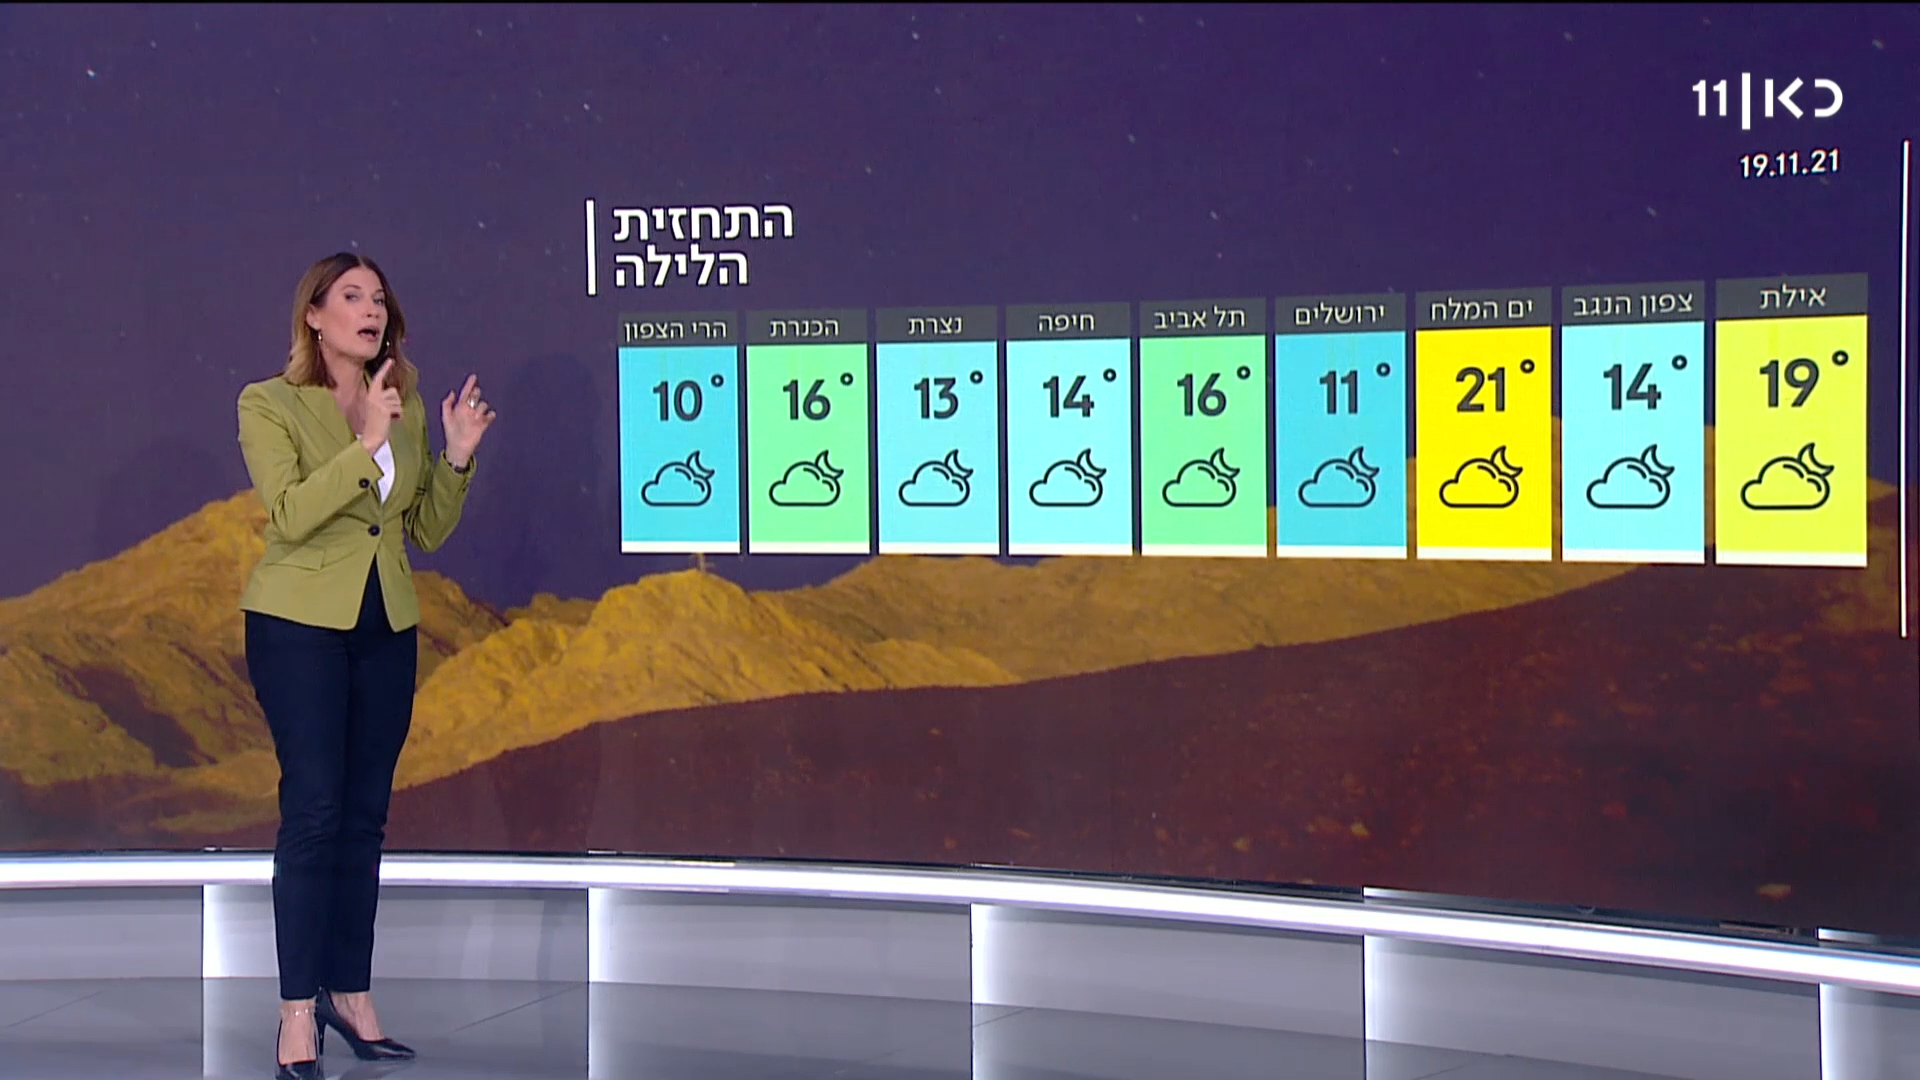 כאן 11
19.11.21
התחזית
הלילה
אילת
צפון הנגב
ים המלח
ירושלים
תל אביב
חיפה
נצרת
הכנרת
הרי הצפון
19°
14°
21°
11°
16°
14°
13°
16°
10°